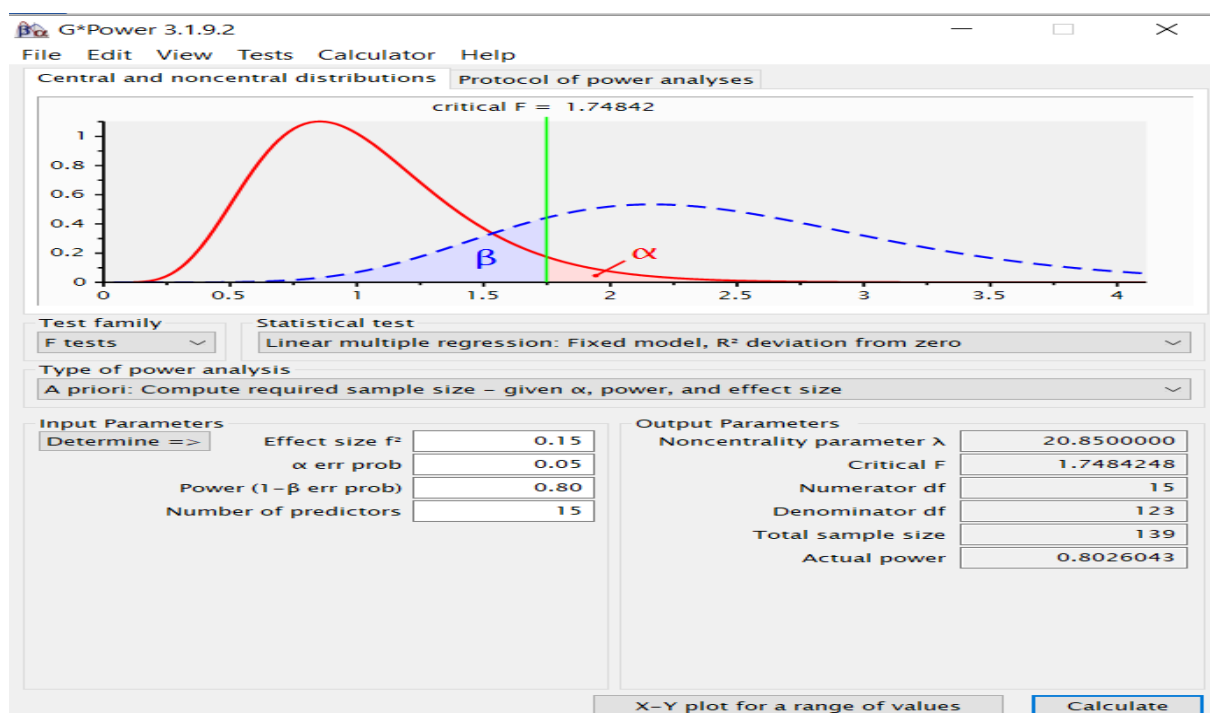 G*Power 3.1.9.2
File Edit View Tests Calculator Help
Central and noncentral distributions Protocol of power analyses
critical F = 1.74842
1
0.8
0.6
0.4
0.2
0
β
α
0 0.5 1 1.5 2 2.5 3 3.5 4
Test family Statistical test
F tests Linear multiple regression: Fixed model, R² deviation from zero
Type of power analysis
A priori: Compute required sample size – given α, power, and effect size
Input Parameters Output Parameters
Determine => Effect size f² 0.15 Noncentrality parameter λ 20.8500000
α err prob 0.05 Critical F 1.7484248
Power (1–β err prob) 0.80 Numerator df 15
Number of predictors 15 Denominator df 123
Total sample size 139
Actual power 0.8026043
X–Y plot for a range of values Calculate